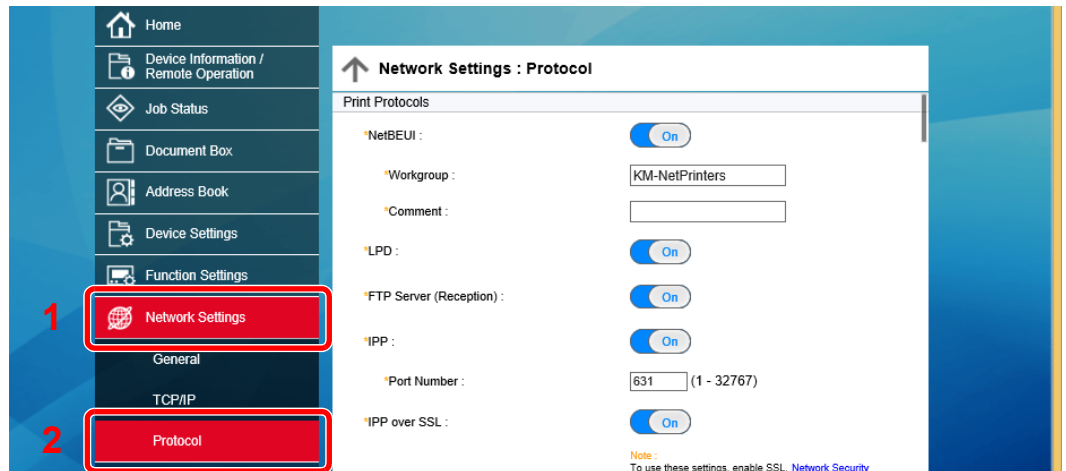 Home
Device Information /
Remote Operation
Job Status
Document Box
Address Book
Device Settings
Function Settings
1
Network Settings
General
TCP/IP
2
Protocol
Network Settings : Protocol
Print Protocols
*NetBEUI :
On
*Workgroup :
KM-NetPrinters
*Comment :
*LPD :
On
*FTP Server (Reception) :
On
*IPP :
On
*Port Number :
631
(1 - 32767)
*IPP over SSL :
On
Note :
To use these settings, enable SSL. Network Security